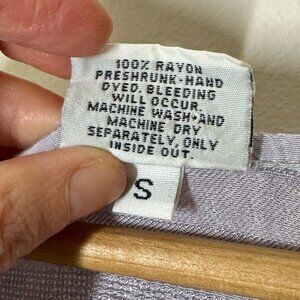 100% RAYON
PRESHRUNK-HAND
DYED. BLEEDING
WILL OCCUR.
MACHINE WASH AND
MACHINE DRY
SEPARATELY, ONLY
INSIDE OUT.
S